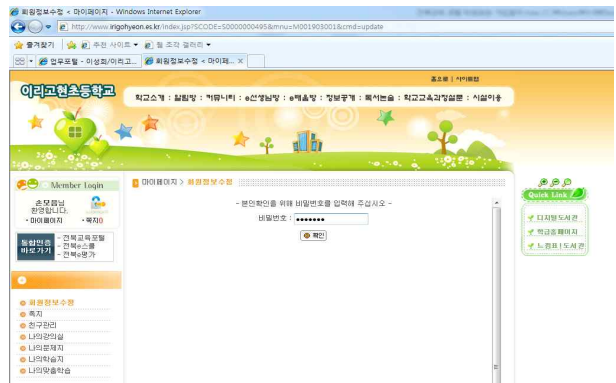 회원정보수정 < 마이페이지 - Windows Internet Explorer
http://www.irigohyeon.es.kr/index.jsp?SCODE=S0000000495&mnu=M001903001&cmd=update
즐겨찾기 추천 사이트 웹 조각 갤러리
업무포털 - 이성희/이리고... 회원정보수정 < 마이페... X
홈으로 | 사이트맵
이리고현초등학교
학교소개 : 알림방 : 커뮤니티 : e선생님방 : e배움방 : 정보공개 : 독서논술 : 학교교육과정설문 : 시설이용
Member Login
손모음님
환영합니다.
· 마이페이지 · 쪽지0
통합인증
바로가기
- 전북교육포털
- 전북e스쿨
- 전북e평가
회원정보수정
쪽지
친구관리
나의강의실
나의문제지
나의학습지
나의맞춤학습
마이페이지 > 회원정보수정
- 본인확인을 위해 비밀번호를 입력해 주십시오 -
비밀번호 : •••••••
확인
Quick Link
디지털도서관
학급홈페이지
느낌표!도서관